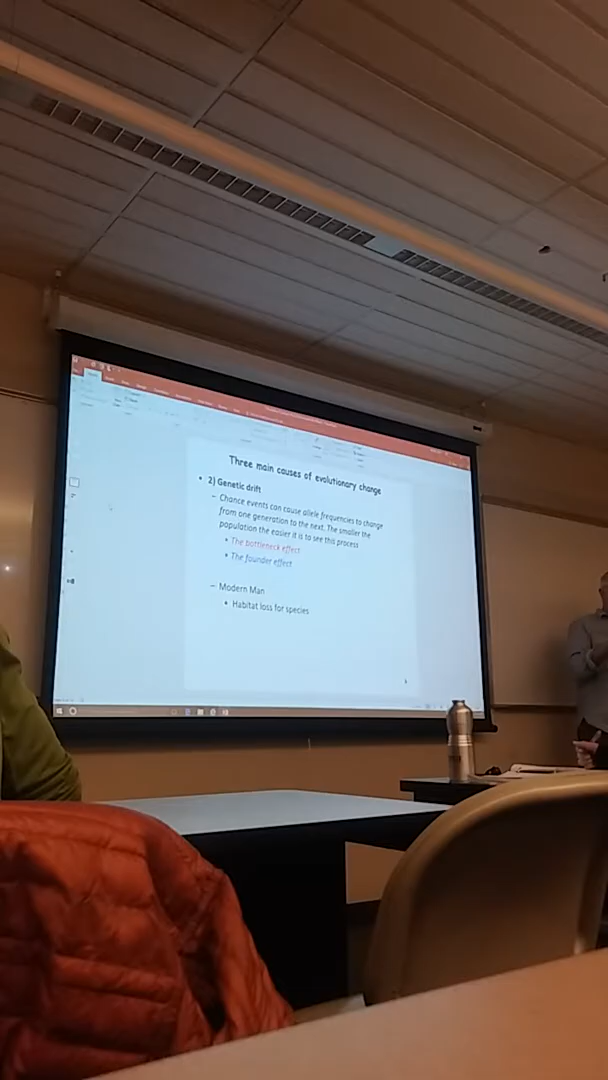 Three main causes of evolutionary change
• 2) Genetic drift
– Chance events can cause allele frequencies to change
from one generation to the next. The smaller the
population the easier it is to see this process
• The bottleneck effect
• The founder effect
– Modern Man
• Habitat loss for species